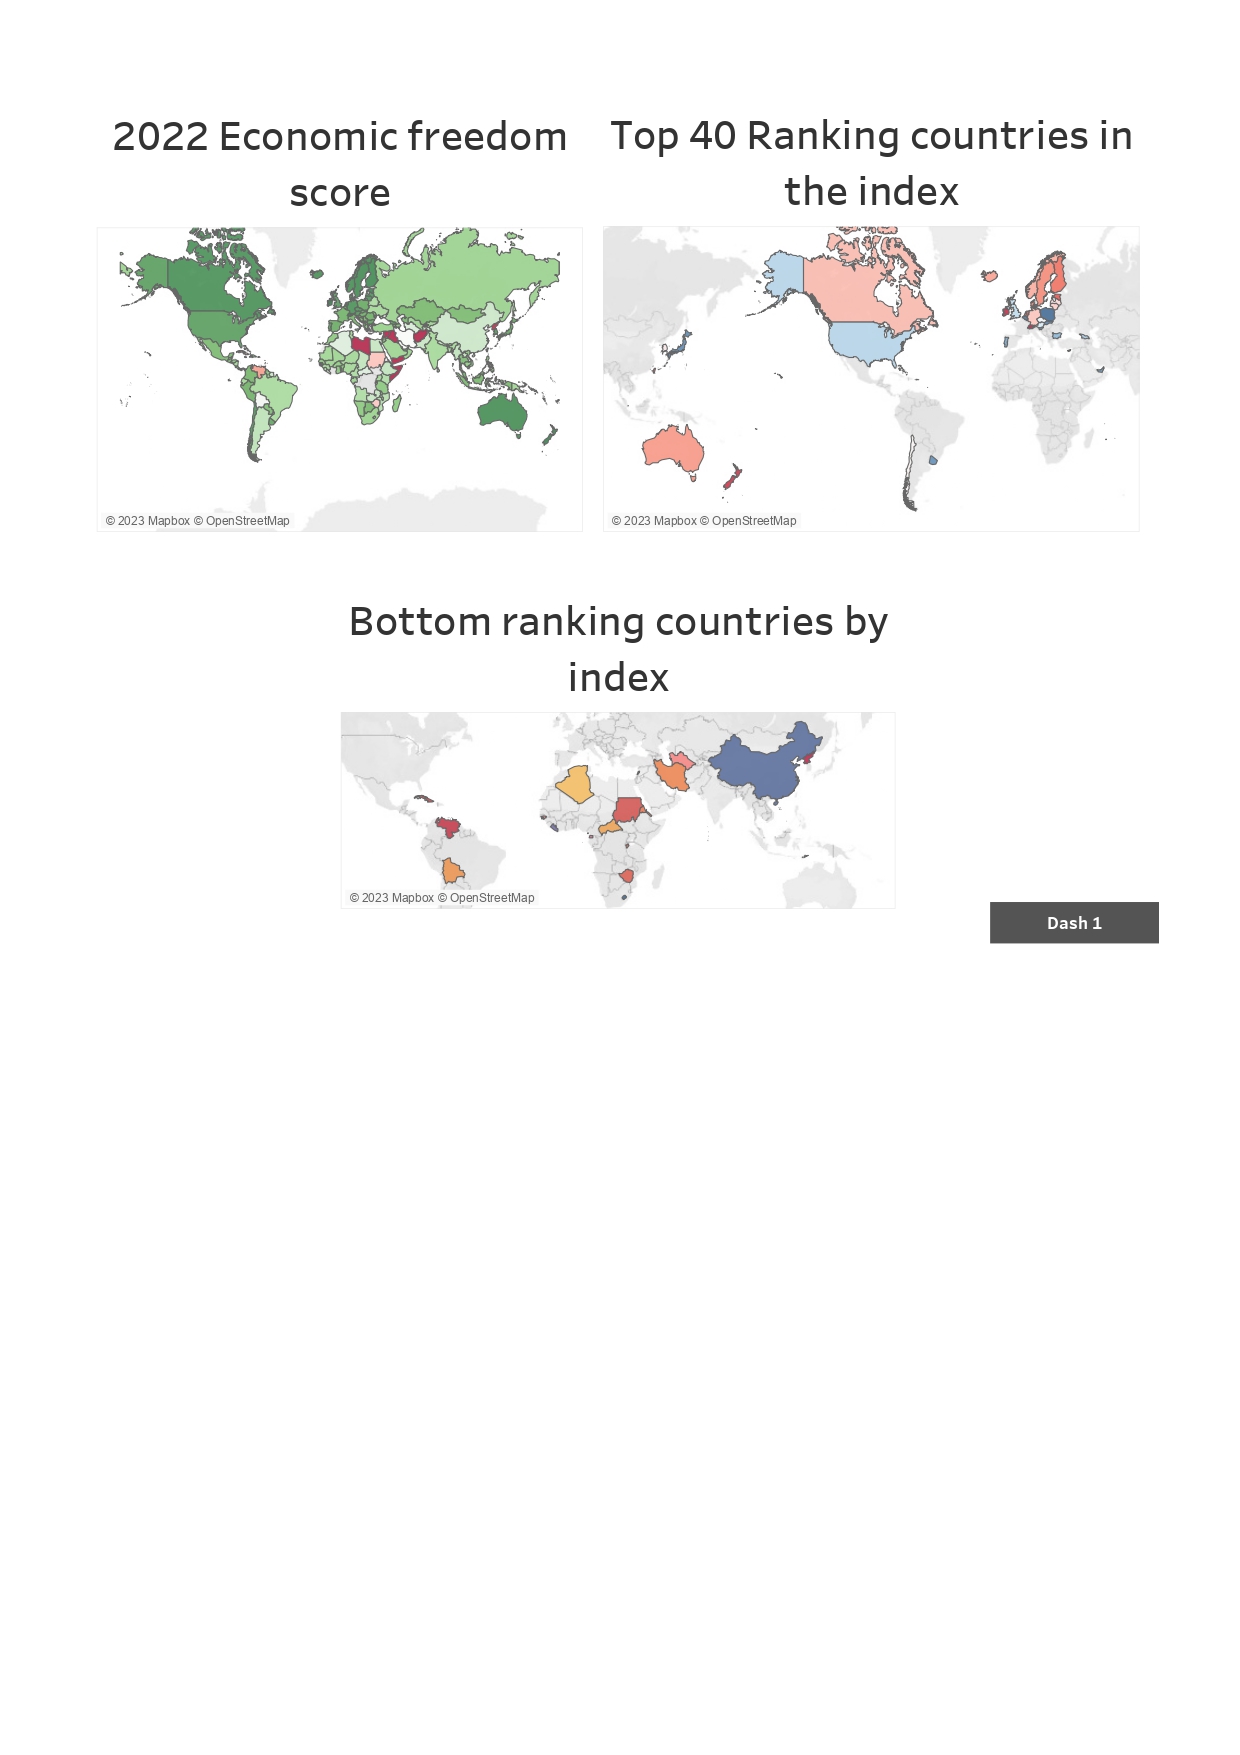 2022 Economic freedom
score
Top 40 Ranking countries in
the index
© 2023 Mapbox © OpenStreetMap
© 2023 Mapbox © OpenStreetMap
Bottom ranking countries by
index
© 2023 Mapbox © OpenStreetMap
Dash 1